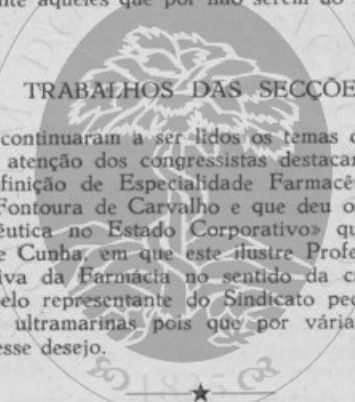 aqueles que por não serem do
TRABALHOS DAS SECÇÕE
continuaram a ser lidos os temas
atenção dos congressistas destacar
finição de Especialidade Farmacê
Fontoura de Carvalho e que deu o
êutica no Estado Corporativo» qu
e Cunha, em que este ilustre Profe
iva da Farmácia no sentido da c
pelo representante do Sindicato pe
ultramarinas pois que por vária
esse desejo.
1835